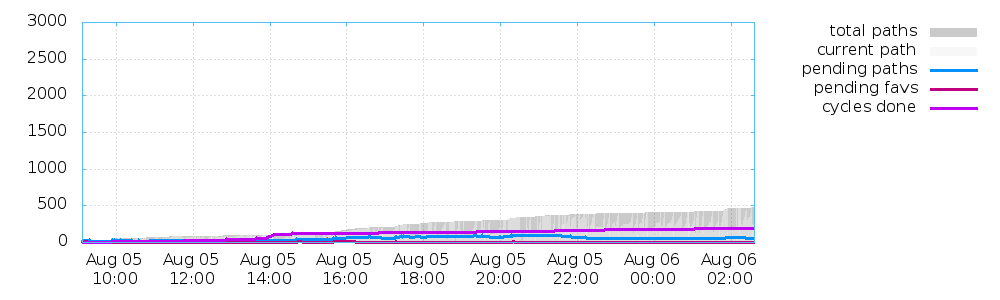 3000
2500
2000
1500
1000
500
0
Aug 05 Aug 05 Aug 05 Aug 05 Aug 05 Aug 05 Aug 05 Aug 06 Aug 06
10:00 12:00 14:00 16:00 18:00 20:00 22:00 00:00 02:00
total paths
current path
pending paths
pending favs
cycles done